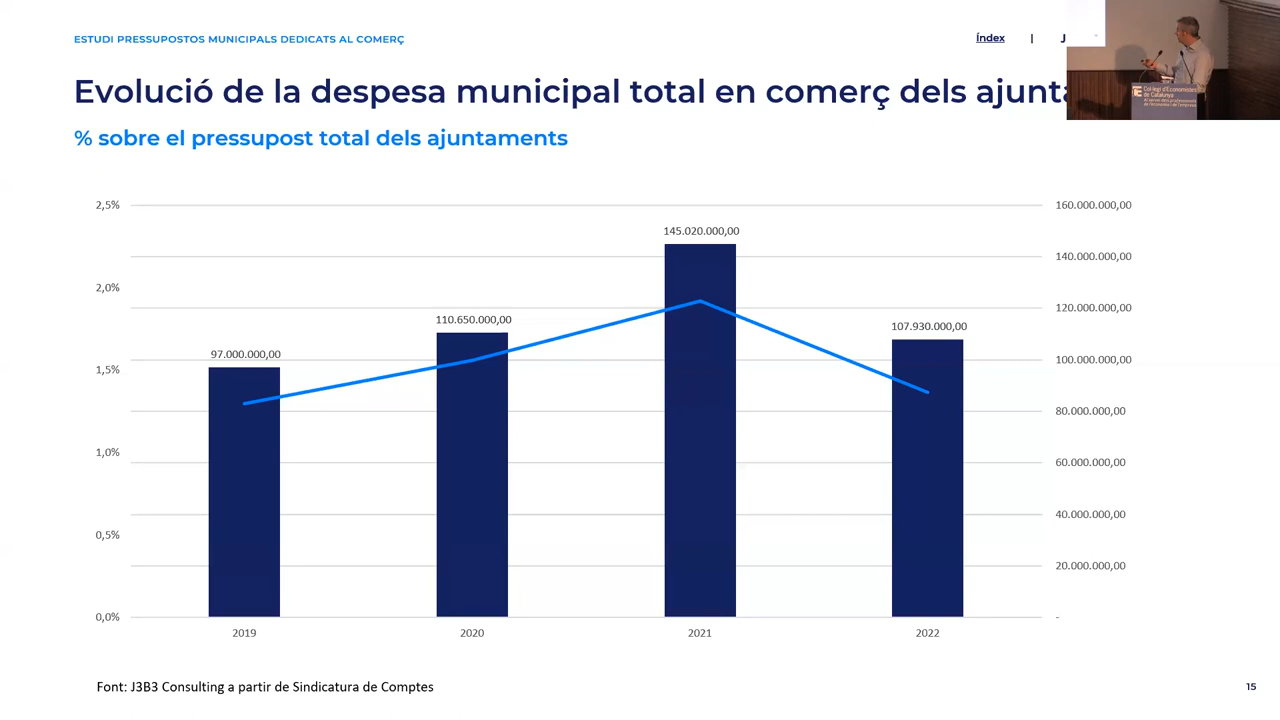 ESTUDI PRESSUPOSTOS MUNICIPALS DEDICATS AL COMERÇ
Índex | J
Evolució de la despesa municipal total en comerç dels ajunta
% sobre el pressupost total dels ajuntaments
Col·legi d'Economistes
de Catalunya
2,5%
2,0%
1,5%
1,0%
0,5%
0,0%
97.000.000,00
110.650.000,00
145.020.000,00
107.930.000,00
160.000.000,00
140.000.000,00
120.000.000,00
100.000.000,00
80.000.000,00
60.000.000,00
40.000.000,00
20.000.000,00
-
2019 2020 2021 2022
Font: J3B3 Consulting a partir de Sindicatura de Comptes
15